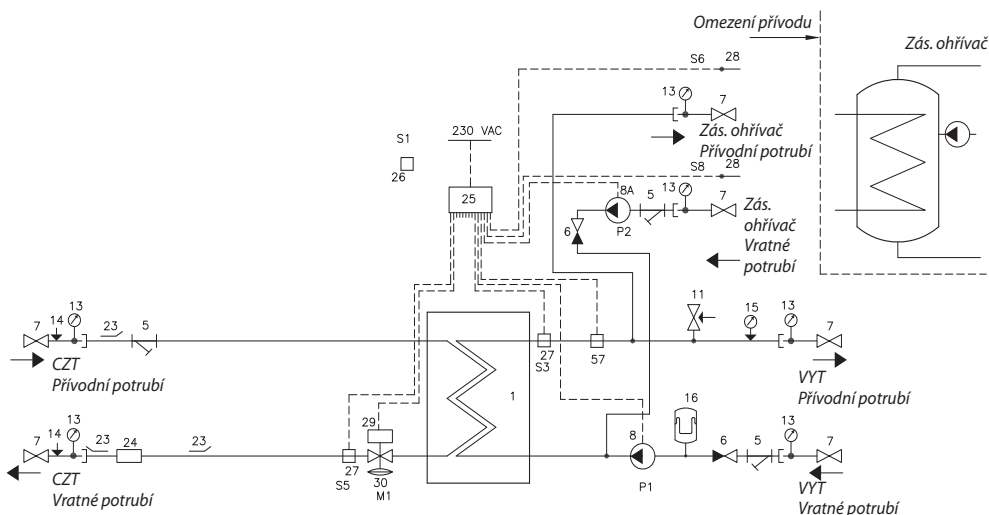 Omezení přívodu
Zás. ohřívač
S6
28
13
7
230 VAC
S1
26
Zás. ohřívač
Přívodní potrubí
S8
28
25
8A
5
13
7
6
P2
Zás.
ohřívač
Vratné
potrubí
7
14
13
23
5
11
15
13
7
27
S3
57
CZT
Přívodní potrubí
VYT
Přívodní potrubí
1
7
14
13
23
24
23
29
27
S5
30
M1
8
P1
16
6
5
13
7
CZT
Vratné potrubí
VYT
Vratné potrubí